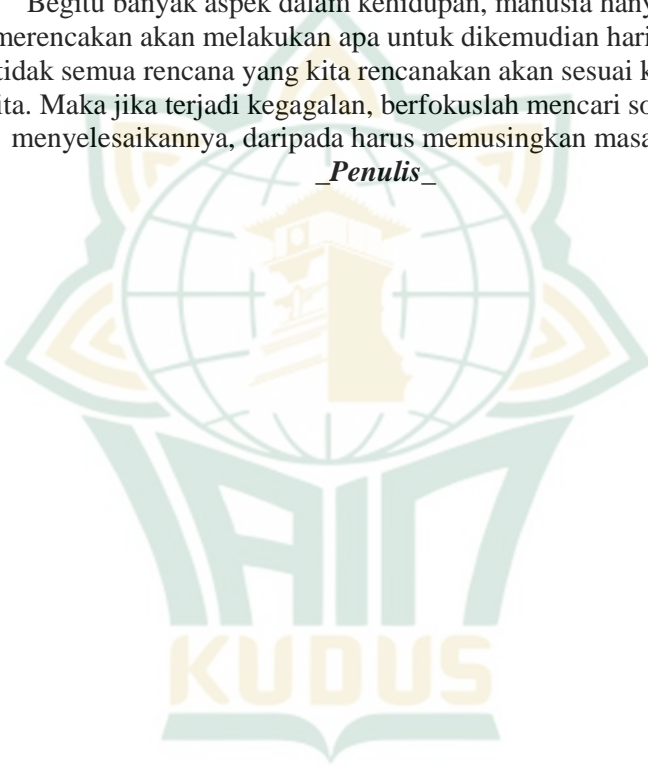 Begitu banyak aspek dalam kehidupan, manusia hany
merencakan akan melakukan apa untuk dikemudian hari
tidak semua rencana yang kita rencanakan akan sesuai k
ita. Maka jika terjadi kegagalan, berfokuslah mencari so
menyelesaikannya, daripada harus memusingkan masa
_Penulis_
IAIN
KUDUS